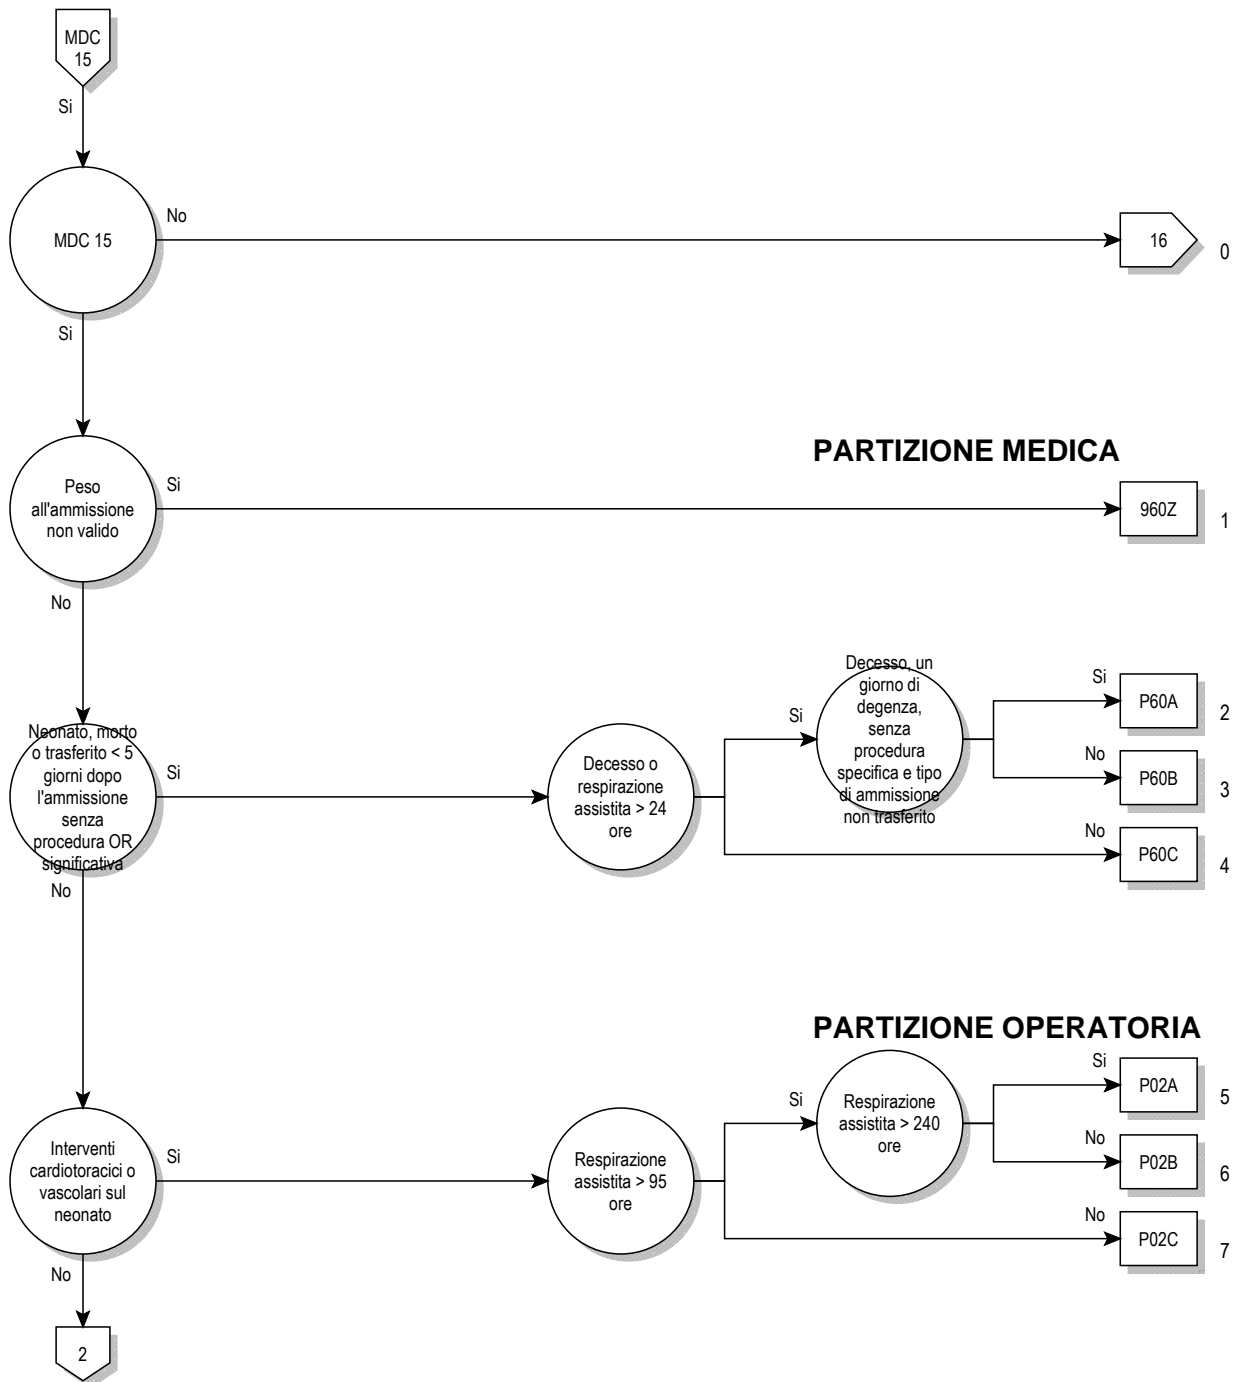 MDC
15
Si
MDC 15
No
16
0
Si
PARTIZIONE MEDICA
Peso
all'ammissione
non valido
Si
960Z
1
No
Neonato, morto
o trasferito < 5
giorni dopo
l'ammissione
senza
procedura OR
significativa
Si
Decesso o
respirazione
assistita > 24
ore
Si
Decesso, un
giorno di
degenza,
senza
procedura
specifica e tipo
di ammissione
non trasferito
Si
P60A
2
No
P60B
3
No
P60C
4
No
PARTIZIONE OPERATORIA
Interventi
cardiotoracici o
vascolari sul
neonato
Si
Respirazione
assistita > 95
ore
Si
Respirazione
assistita > 240
ore
Si
P02A
5
No
P02B
6
No
P02C
7
No
2